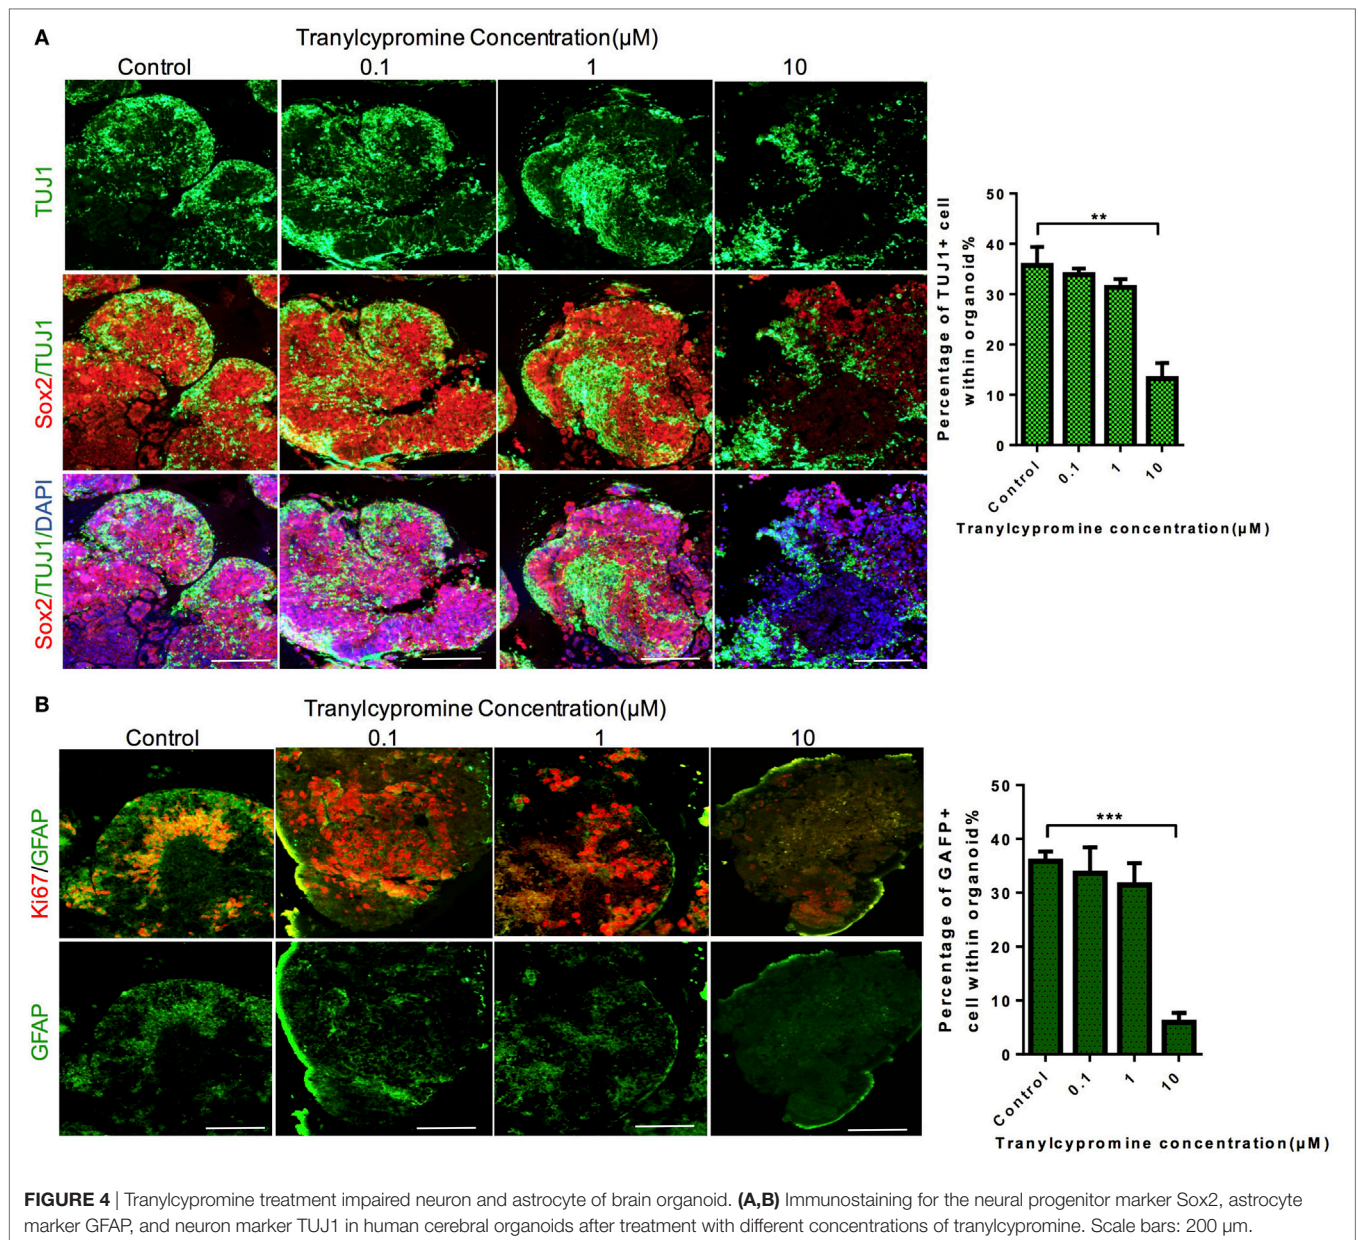 A
Tranylcypromine Concentration(µM)
Control 0.1 1 10
TUJ1
Sox2/TUJ1
Sox2/TUJ1/DAPI
Percentage of TUJ1+ cell
within organoid%
50
40
30
20
10
0
**
Control 0.1 1 10
Tranylcypromine concentration(µM)
B
Tranylcypromine Concentration(µM)
Control 0.1 1 10
Ki67/GFAP
GFAP
Percentage of GAFP+
cell within organoid%
50
40
30
20
10
0
***
Control 0.1 1 10
Tranylcypromine concentration(µM)
FIGURE 4 | Tranylcypromine treatment impaired neuron and astrocyte of brain organoid. (A,B) Immunostaining for the neural progenitor marker Sox2, astrocyte
marker GFAP, and neuron marker TUJ1 in human cerebral organoids after treatment with different concentrations of tranylcypromine. Scale bars: 200 µm.